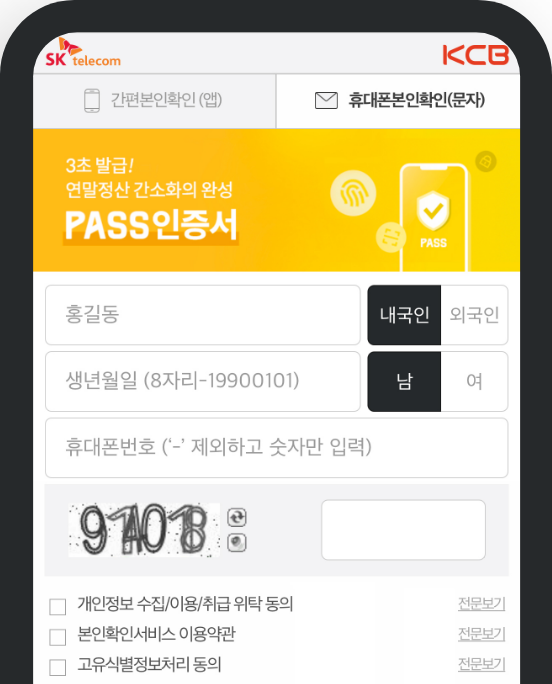 SK telecom
KCB
간편본인확인 (앱)
휴대폰본인확인(문자)
3초 발급!
연말정산 간소화의 완성
PASS인증서
PASS
홍길동
내국인 외국인
생년월일 (8자리-19900101)
남 여
휴대폰번호 (‘-’ 제외하고 숫자만 입력)
개인정보 수집/이용/취급 위탁 동의 전문보기
본인확인서비스 이용약관 전문보기
고유식별정보처리 동의 전문보기